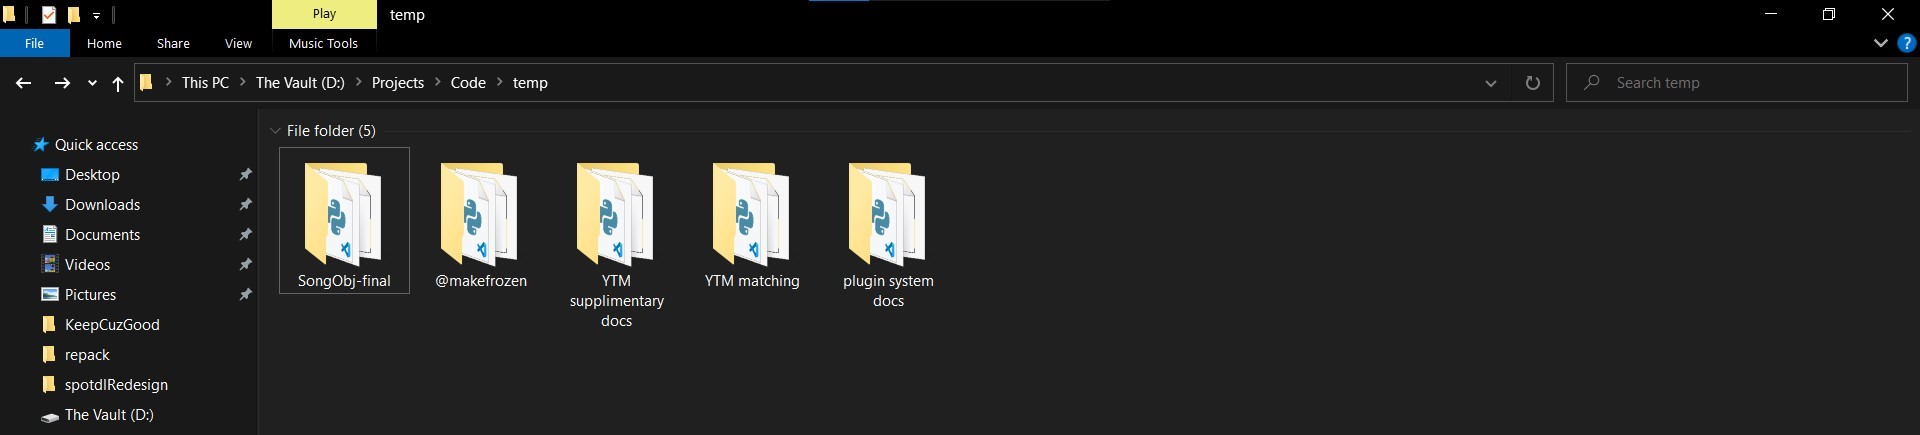 Play
temp
File
Home
Share
View
Music Tools
This PC
The Vault (D:)
Projects
Code
temp
Search temp
Quick access
Desktop
Downloads
Documents
Videos
Pictures
KeepCuzGood
repack
spotdlRedesign
The Vault (D:)
File folder (5)
SongObj-final
@makefrozen
YTM
supplimentary
docs
YTM matching
plugin system
docs